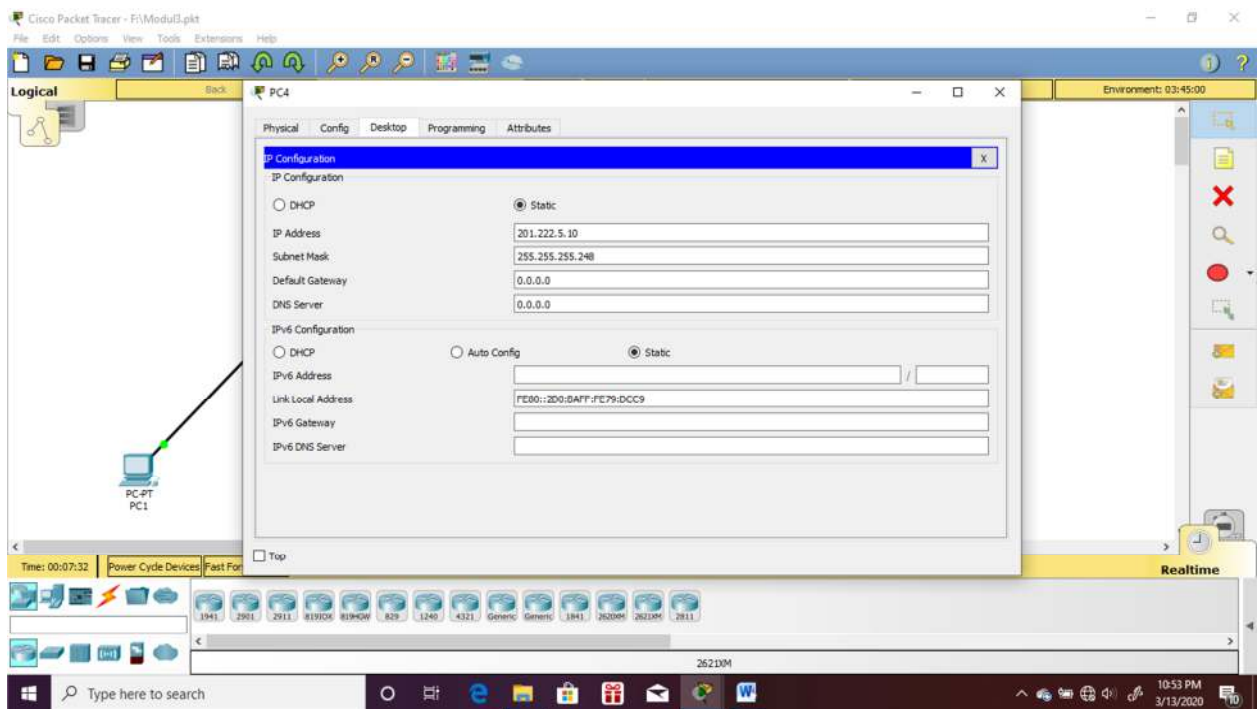 Cisco Packet Tracer - F:\Modul3.pkt
File Edit Options View Tools Extensions Help
Logical
Back
Environment: 03:45:00
PC4
Physical Config Desktop Programming Attributes
IP Configuration
X
IP Configuration
DHCP
Static
IP Address
201.222.5.10
Subnet Mask
255.255.255.248
Default Gateway
0.0.0.0
DNS Server
0.0.0.0
IPv6 Configuration
DHCP
Auto Config
Static
IPv6 Address
/
Link Local Address
FE80::2D0:BAFF:FE79:DCC9
IPv6 Gateway
IPv6 DNS Server
PC-PT
PC1
Top
Time: 00:07:32
Power Cycle Devices
Fast For
Realtime
1941 2901 2911 819IOX 819HGW 829 1240 4321 Generic Generic 1841 2620XM 2621XM 2811
2621XM
Type here to search
10:53 PM
3/13/2020